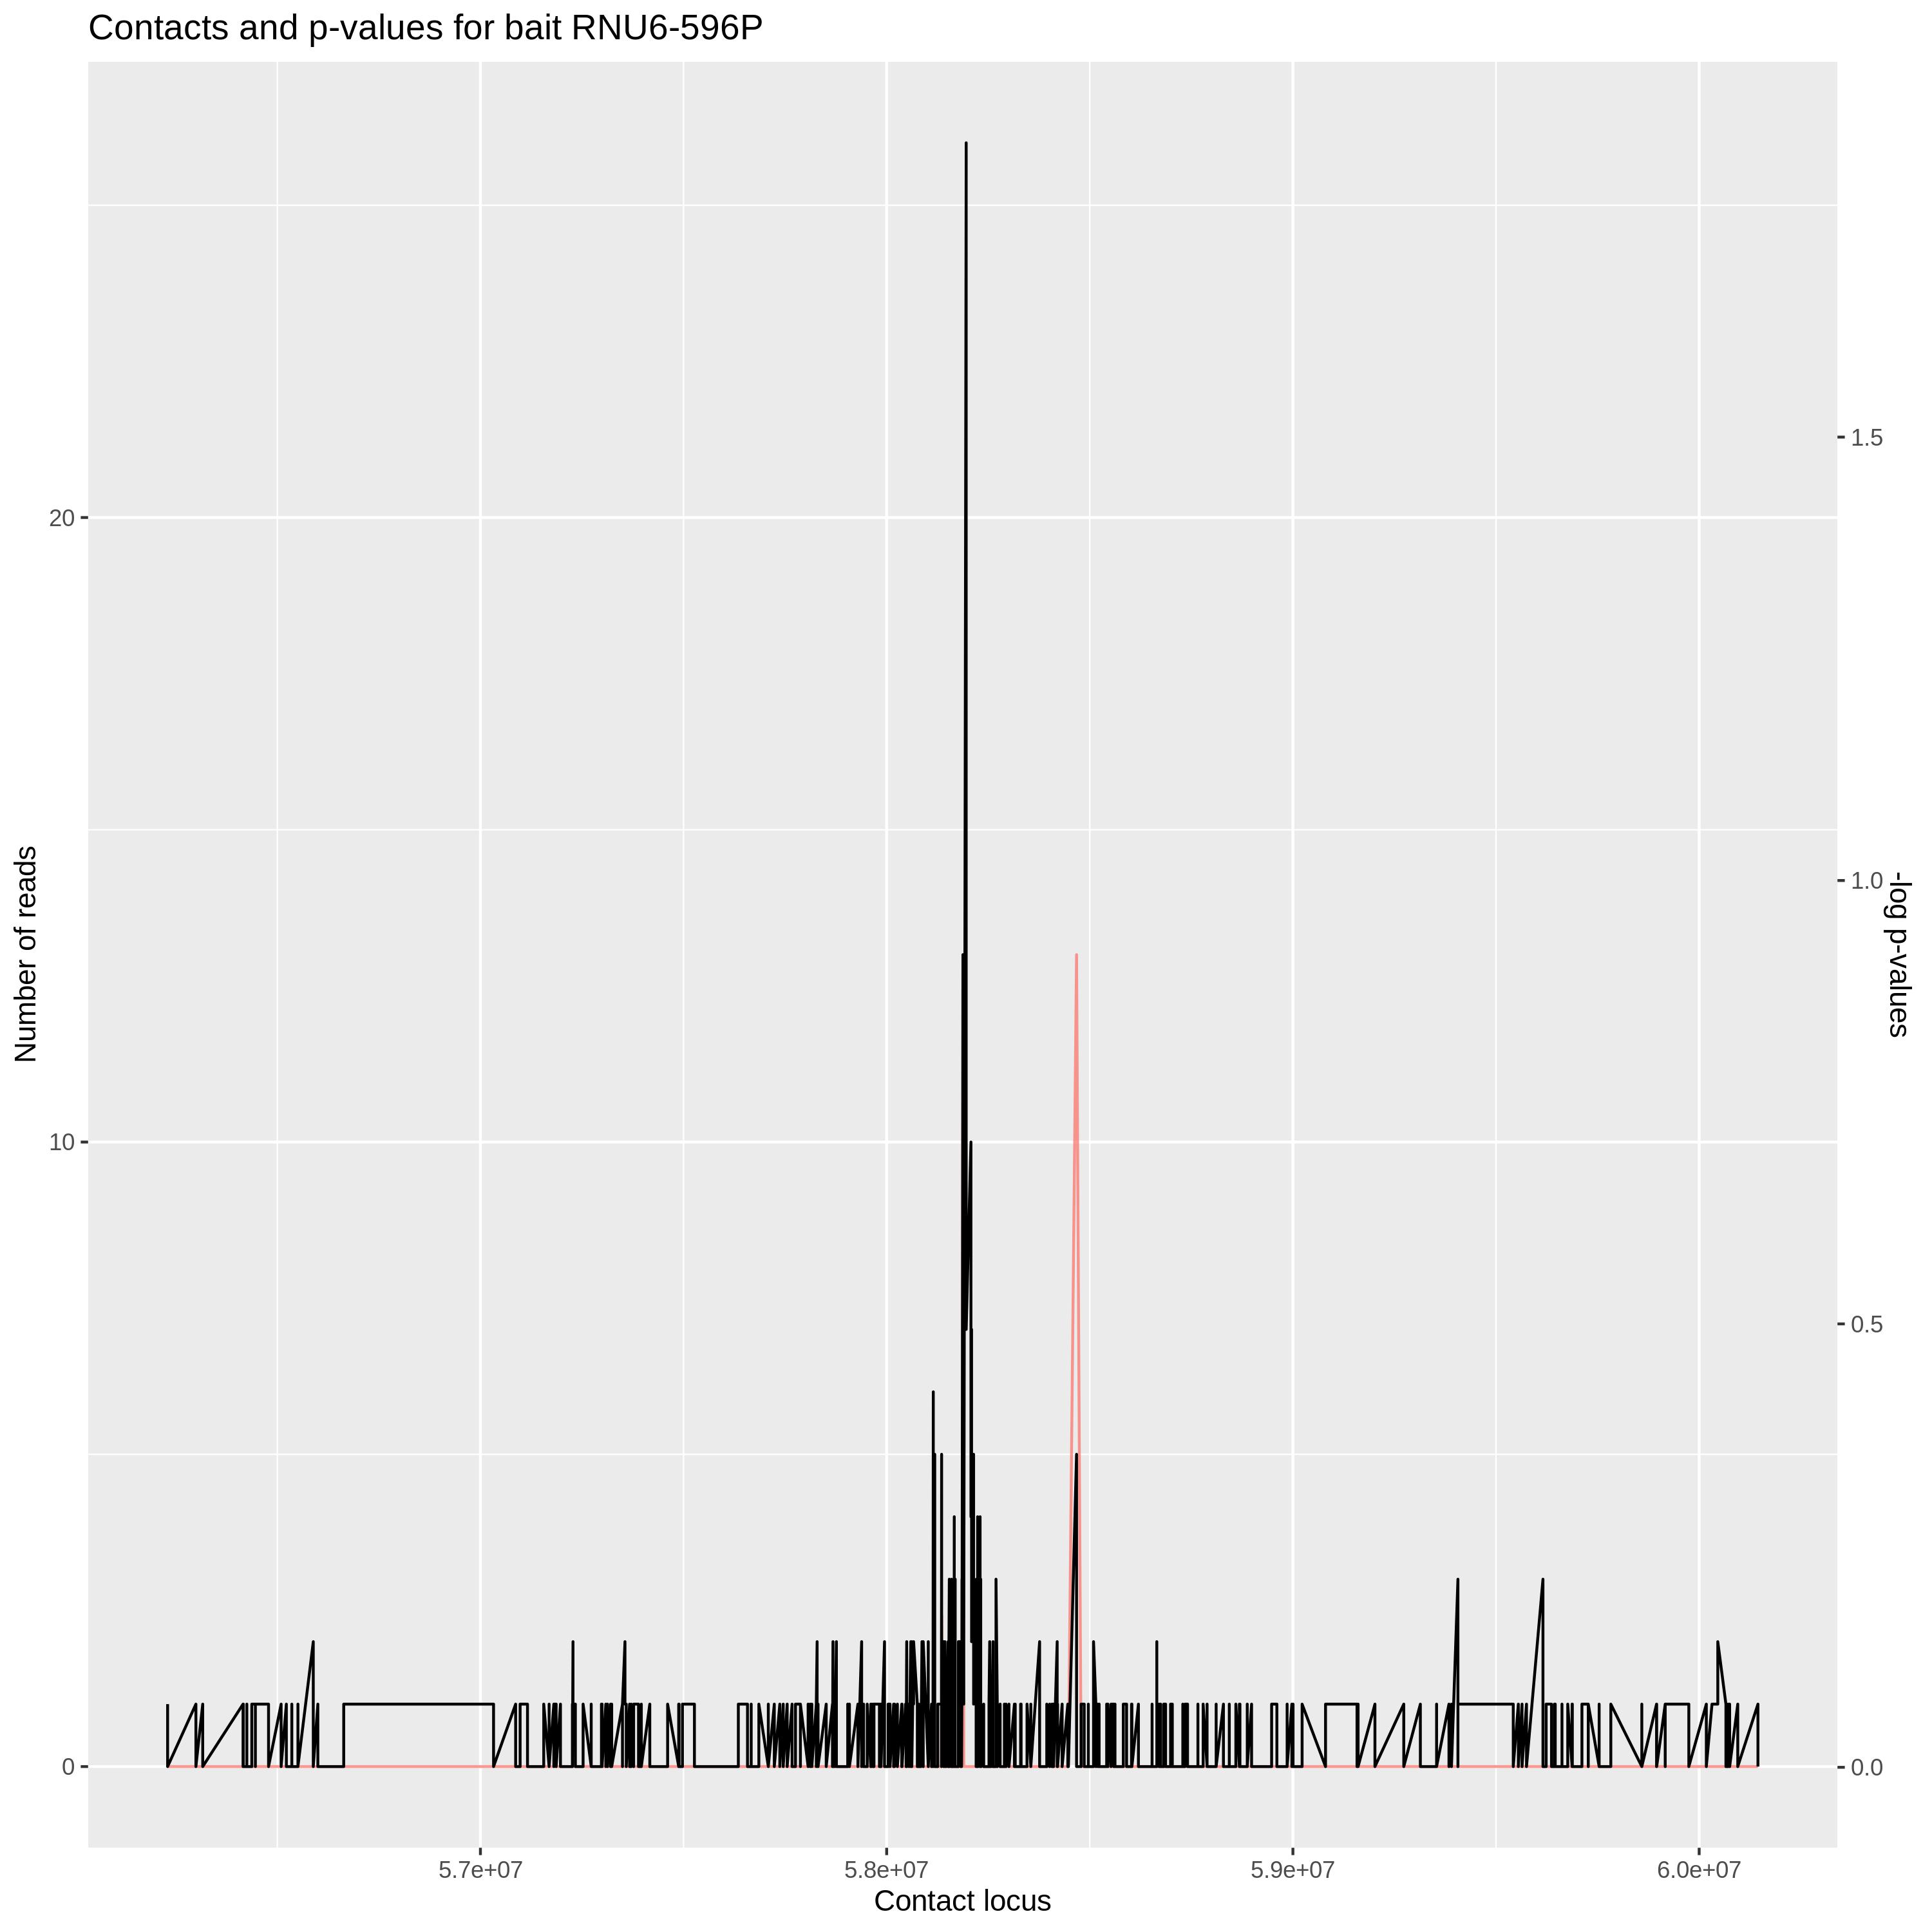 Contacts and p-values for bait RNU6-596P
Number of reads
20
10
0
1.5
1.0
0.5
0.0
-log p-values
5.7e+07
5.8e+07
5.9e+07
6.0e+07
Contact locus